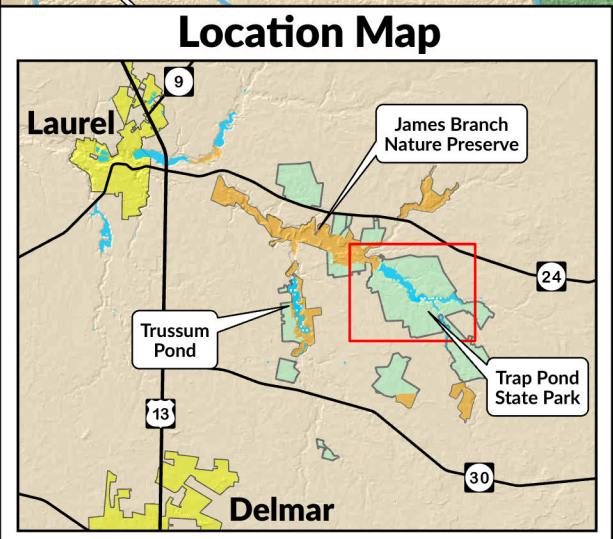 Location Map
9
Laurel
James Branch
Nature Preserve
24
Trussum
Pond
Trap Pond
State Park
13
30
Delmar